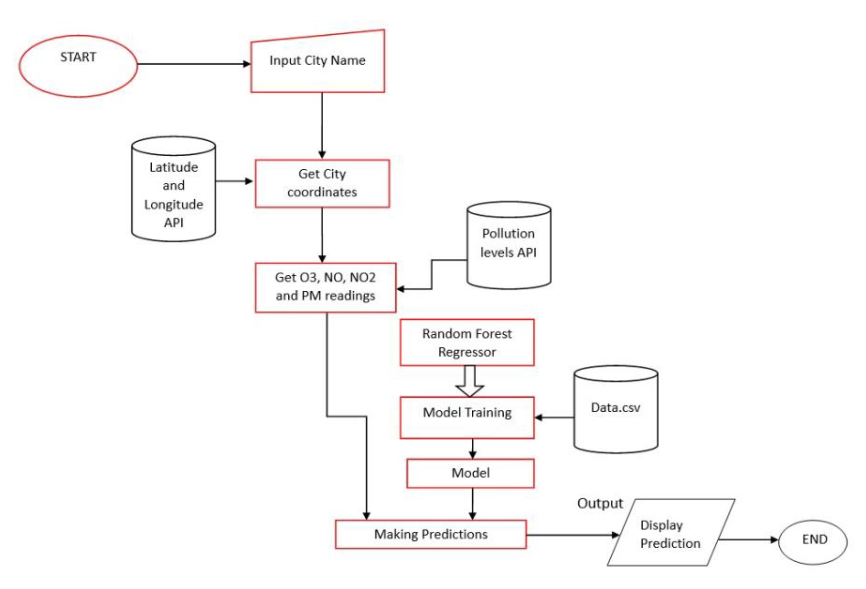 START
Input City Name
Latitude
and
Longitude
API
Get City
coordinates
Pollution
levels API
Get O3, NO, NO2
and PM readings
Random Forest
Regressor
Model Training
Data.csv
Model
Making Predictions
Output
Display
Prediction
END